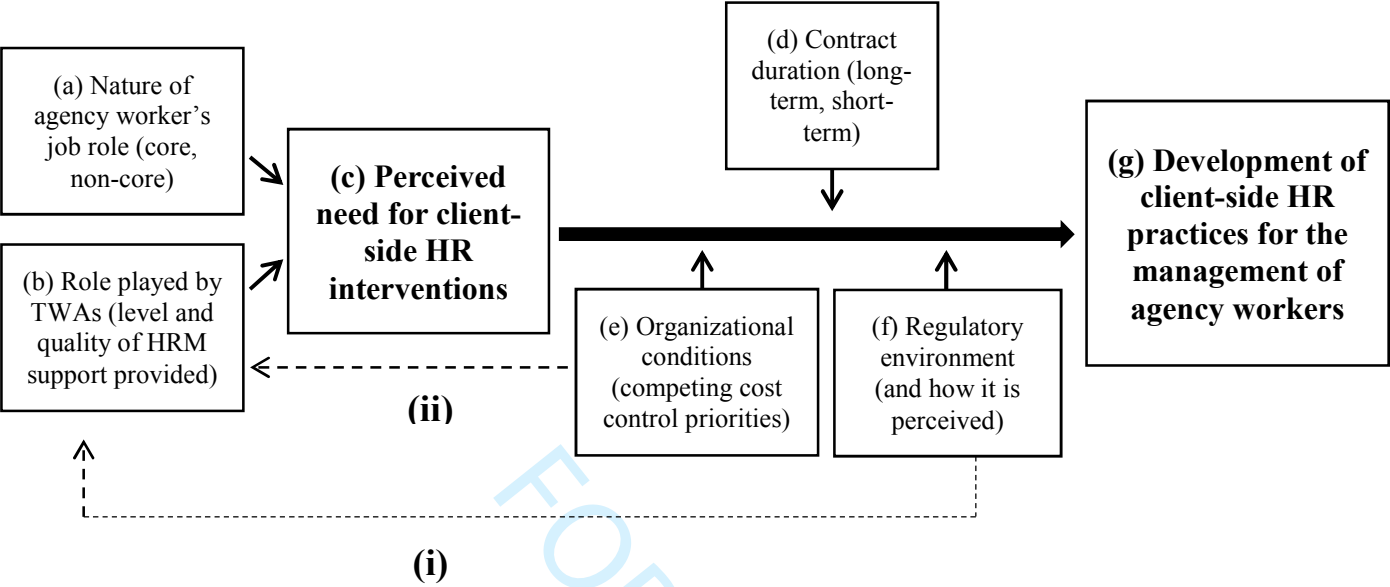 (a) Nature of
agency worker’s
job role (core,
non-core)
(b) Role played by
TWAs (level and
quality of HRM
support provided)
(c) Perceived
need for client-
side HR
interventions
(d) Contract
duration (long-
term, short-
term)
(e) Organizational
conditions
(competing cost
control priorities)
(f) Regulatory
environment
(and how it is
perceived)
(g) Development of
client-side HR
practices for the
management of
agency workers
(ii)
(i)
FOR